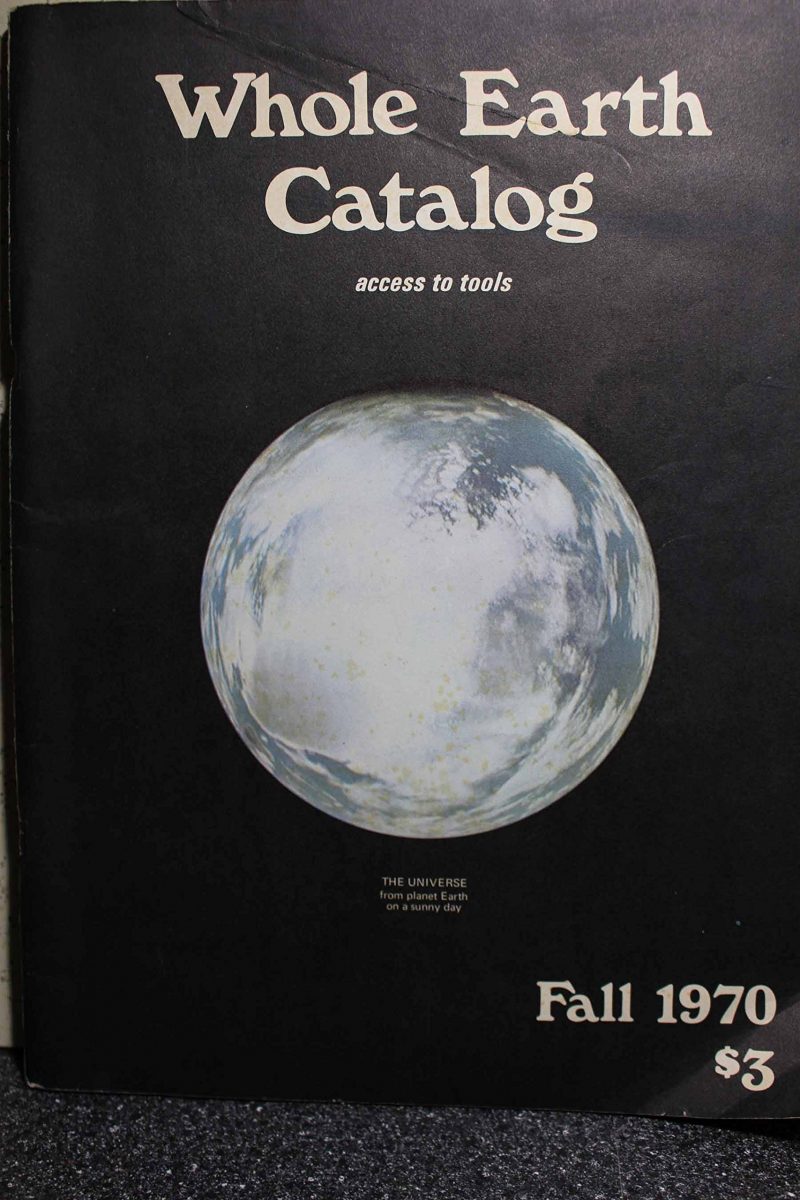 Whole Earth
Catalog
access to tools
THE UNIVERSE
from planet Earth
on a sunny day
Fall 1970
$3